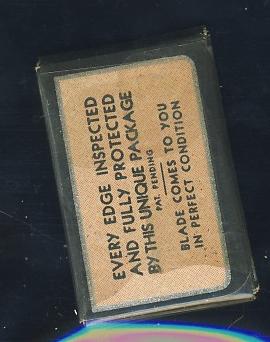 EVERY EDGE INSPECTED
AND FULLY PROTECTED
BY THIS UNIQUE PACKAGE
PAT. PENDING
BLADE COMES TO YOU
IN PERFECT CONDITION